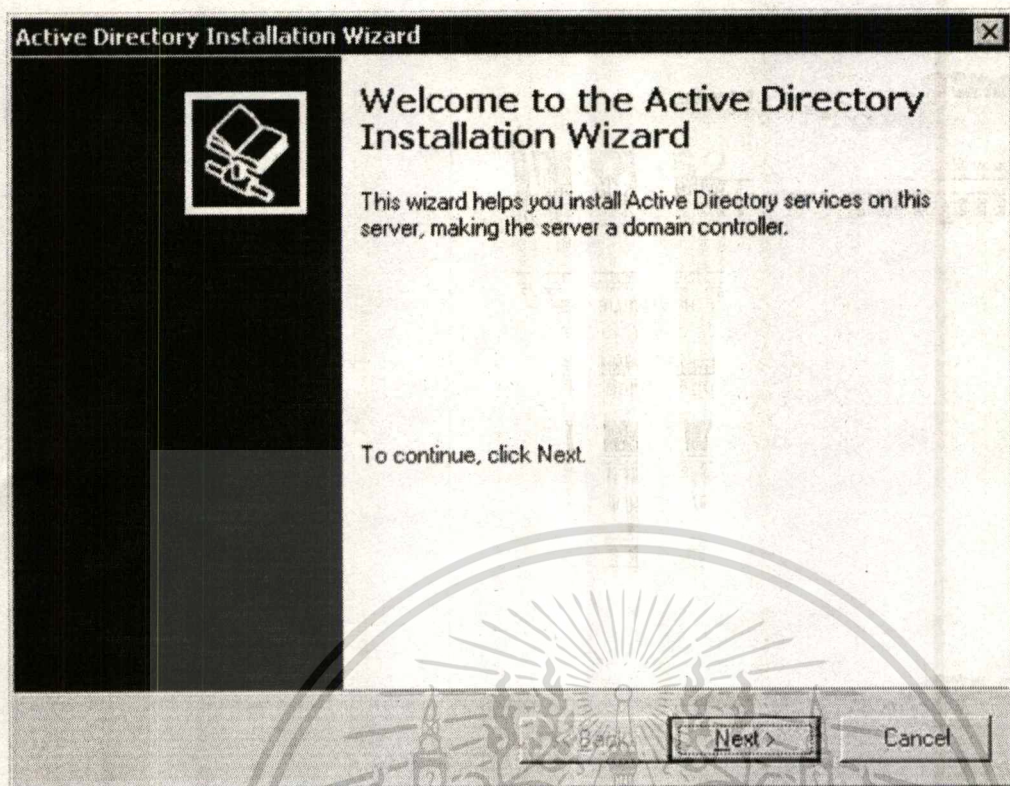 Active Directory Installation Wizard
Welcome to the Active Directory
Installation Wizard
This wizard helps you install Active Directory services on this
server, making the server a domain controller.
To continue, click Next.
< Back
Next >
Cancel